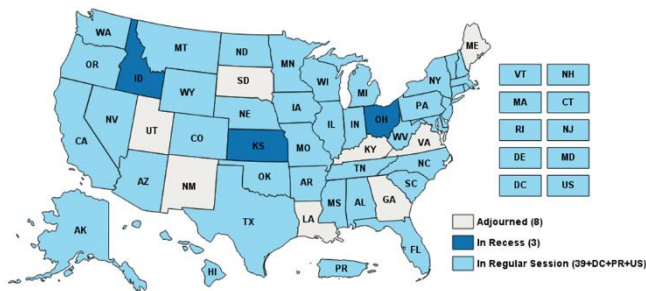 WA
MT
ND
MN
ME
OR
ID
SD
WI
MI
NY
WY
NE
IA
PA
NV
UT
CO
IL
IN
OH
WV
VA
CA
KS
MO
KY
NC
AZ
NM
OK
AR
TN
SC
TX
LA
MS
AL
GA
FL
AK
HI
PR
VT NH
MA CT
RI NJ
DE MD
DC US
Adjourned (8)
In Recess (3)
In Regular Session (39+DC+PR+US)